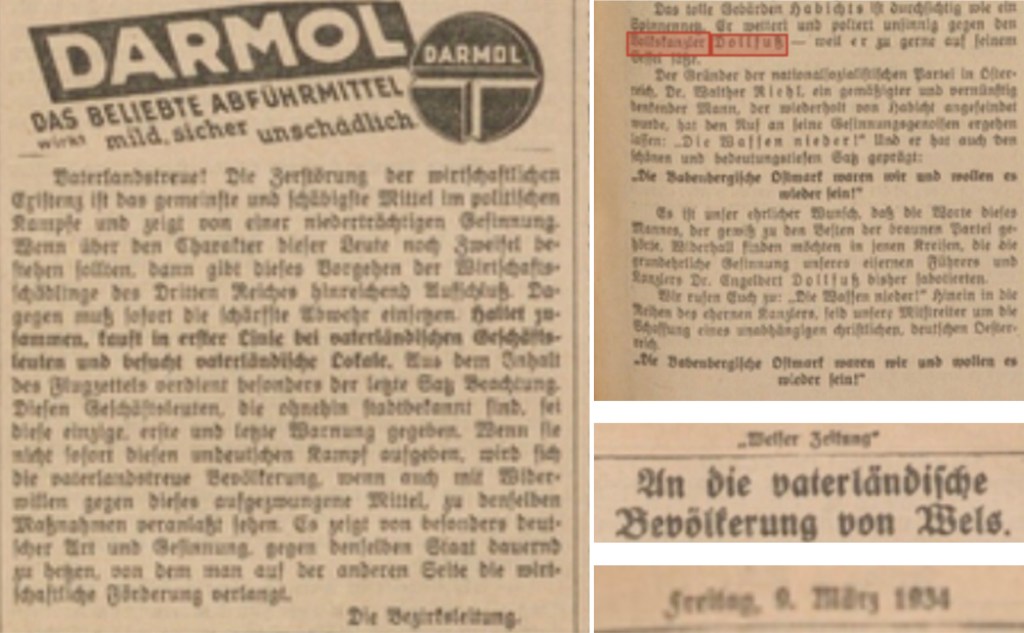 DARMOL
DAS BELIEBTE ABFÜHRMITTEL
wirkt mild, sicher unschädlich.
DARMOL
Vaterlandstreue! Die Zerstörung der wirtschaftlichen
Existenz ist das gemeinste und schäbigste Mittel im politischen
Kampfe und zeigt von einer niederträchtigen Gesinnung.
Wenn über den Charakter dieser Leute noch Zweifel be-
stehen sollten, dann gibt dieses Vorgehen der Wirtschafts-
schädlinge des Dritten Reiches hinreichend Aufschluß. Da-
gegen muß sofort die schärfste Abwehr einsetzen. Haltet zu-
sammen, kauft in erster Linie bei vaterländischen Geschäfts-
leuten und besucht vaterländische Lokale. Aus dem Inhalt
des Flugzettels verdient besonders der letzte Satz Beachtung.
Diesen Geschäftsleuten, die ohnehin stadtbekannt sind, sei
diese einzige, erste und letzte Warnung gegeben. Wenn sie
nicht sofort diesen undeutschen Kampf aufgeben, wird sich
die vaterlandstreue Bevölkerung, wenn auch mit Wider-
willen gegen dieses aufgezwungene Mittel, zu denselben
Maßnahmen veranlaßt sehen. Es zeigt von besonders deut-
scher Art und Gesinnung, gegen denselben Staat dauernd
zu hetzen, von dem man auf der anderen Seite die wirt-
schaftliche Förderung verlangt.
Die Bezirksleitung.
Das tolle Gebärden Habichts ist durchsichtig wie ein
Spinnennetz. Er wettert und poltert unsinnig gegen den
Volkskanzler Dollfuß — weil er zu gerne auf seinem
Sessel säße.
Der Gründer der nationalsozialistischen Partei in Öster-
reich, Dr. Walther Riehl, ein gemäßigter und vernünftig
denkender Mann, der wiederholt von Habicht angefeindet
wurde, hat den Ruf an seine Gesinnungsgenossen ergehen
lassen: „Die Waffen nieder!" Und er hat auch den
schönen und bedeutungstiefen Satz geprägt:
„Die Babenbergische Ostmark waren wir und wollen es
wieder sein!"
Es ist unser ehrlicher Wunsch, daß die Worte dieses
Mannes, der gewiß zu den Besten der braunen Partei ge-
hörte, Widerhall finden möchten in jenen Kreisen, die die
grundehrliche Gesinnung unseres eisernen Führers und
Kanzlers Dr. Engelbert Dollfuß bisher sabotierten.
Wir rufen Euch zu: „Die Waffen nieder!" Hinein in die
Reihen des ehernen Kanzlers, seid unsere Mitstreiter um die
Schaffung eines unabhängigen christlichen, deutschen Oester-
reich.
„Die Babenbergische Ostmark waren wir und wollen es
wieder sein!"
„Welser Zeitung"
An die vaterländische
Bevölkerung von Wels.
Freitag, 9. März 1934